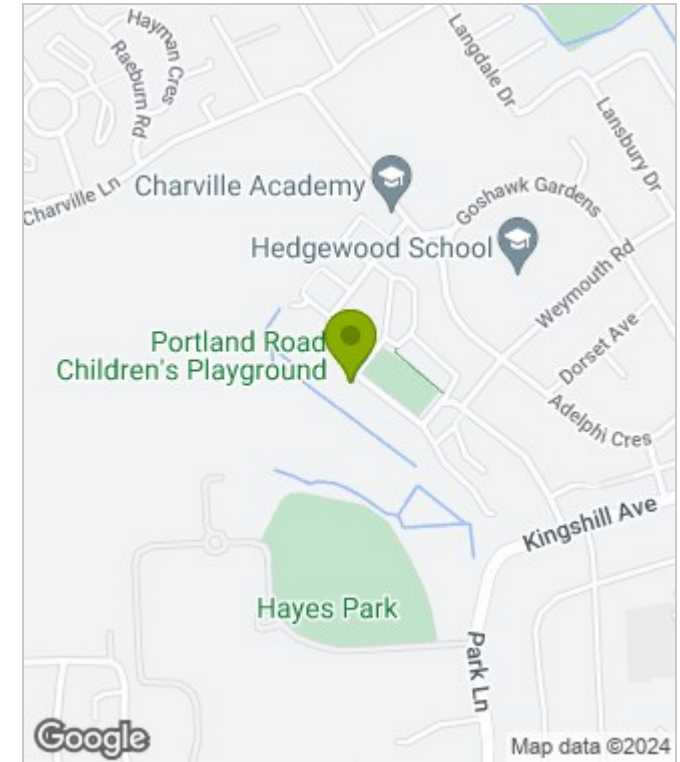 Hayman Cres
Raeburn Rd
Langdale Dr
Lansbury Dr
Charville Ln
Charville Academy
Goshawk Gardens
Hedgewood School
Weymouth Rd
Portland Road
Children's Playground
Dorset Ave
Adelphi Cres
Kingshill Ave
Hayes Park
Park Ln
Google
Map data ©2024